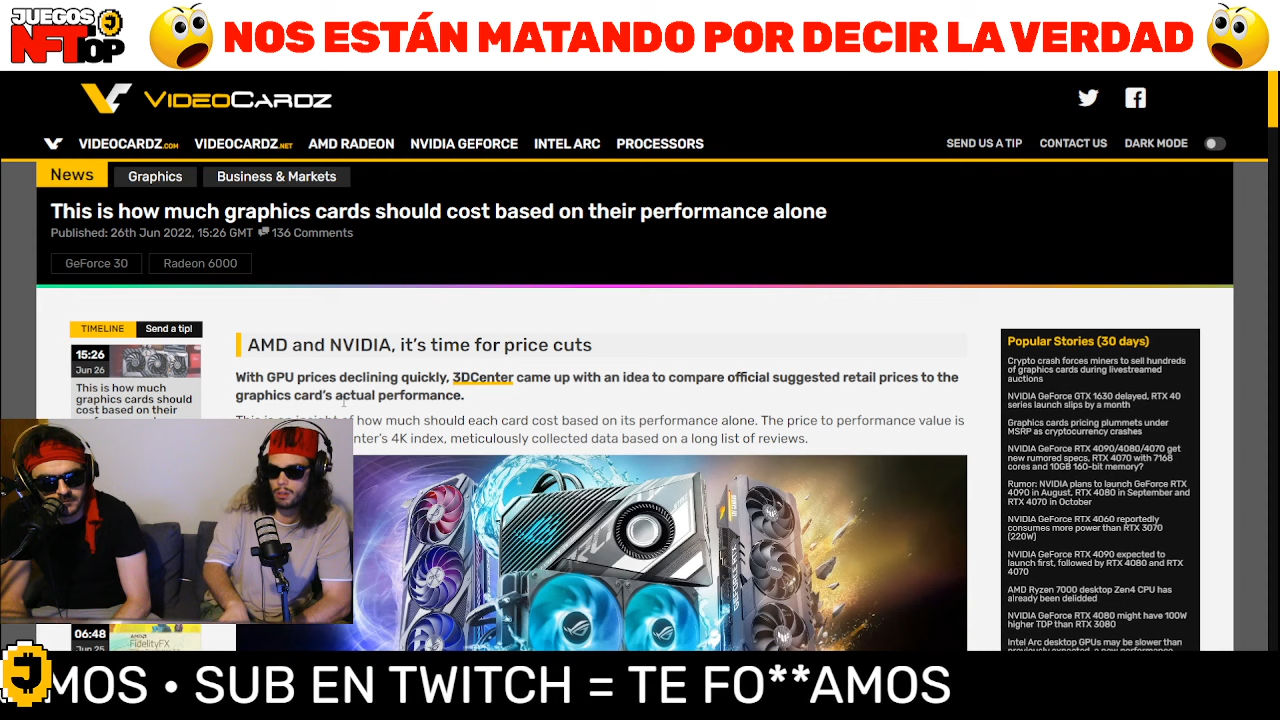 JUEGOS
NFT TOP
NOS ESTÁN MATANDO POR DECIR LA VERDAD
VIDEOCARDZ
VIDEOCARDZ.COM VIDEOCARDZ.NET AMD RADEON NVIDIA GEFORCE INTEL ARC PROCESSORS SEND US A TIP CONTACT US DARK MODE
News Graphics Business & Markets
This is how much graphics cards should cost based on their performance alone
Published: 26th Jun 2022, 15:26 GMT 136 Comments
GeForce 30 Radeon 6000
TIMELINE Send a tip!
15:26
Jun 26
This is how much
graphics cards should
cost based on their
AMD and NVIDIA, it's time for price cuts
With GPU prices declining quickly, 3DCenter came up with an idea to compare official suggested retail prices to the
graphics card's actual performance.
how much should each card cost based on its performance alone. The price to performance value is
4K index, meticulously collected data based on a long list of reviews.
Popular Stories (30 days)
Crypto crash forces miners to sell hundreds
of graphics cards during livestreamed
auctions
NVIDIA GeForce GTX 1630 delayed, RTX 40
series launch slips by a month
Graphics cards pricing plummets under
MSRP as cryptocurrency crashes
NVIDIA GeForce RTX 4090/4080/4070 get
new rumored specs, RTX 4070 with 7168
cores and 10GB 160-bit memory?
Rumor: NVIDIA plans to launch GeForce RTX
4090 in August, RTX 4080 in September and
RTX 4070 in October
NVIDIA GeForce RTX 4060 reportedly
consumes more power than RTX 3070
(220W)
NVIDIA GeForce RTX 4090 expected to
launch first, followed by RTX 4080 and RTX
4070
AMD Ryzen 7000 desktop Zen4 CPU has
already been delidded
NVIDIA GeForce RTX 4080 might have 100W
higher TDP than RTX 3080
Intel Arc desktop GPUs may be slower than
06:48
Jun 25
AMD
FidelityFX
MOS • SUB EN TWITCH = TE FO**AMOS